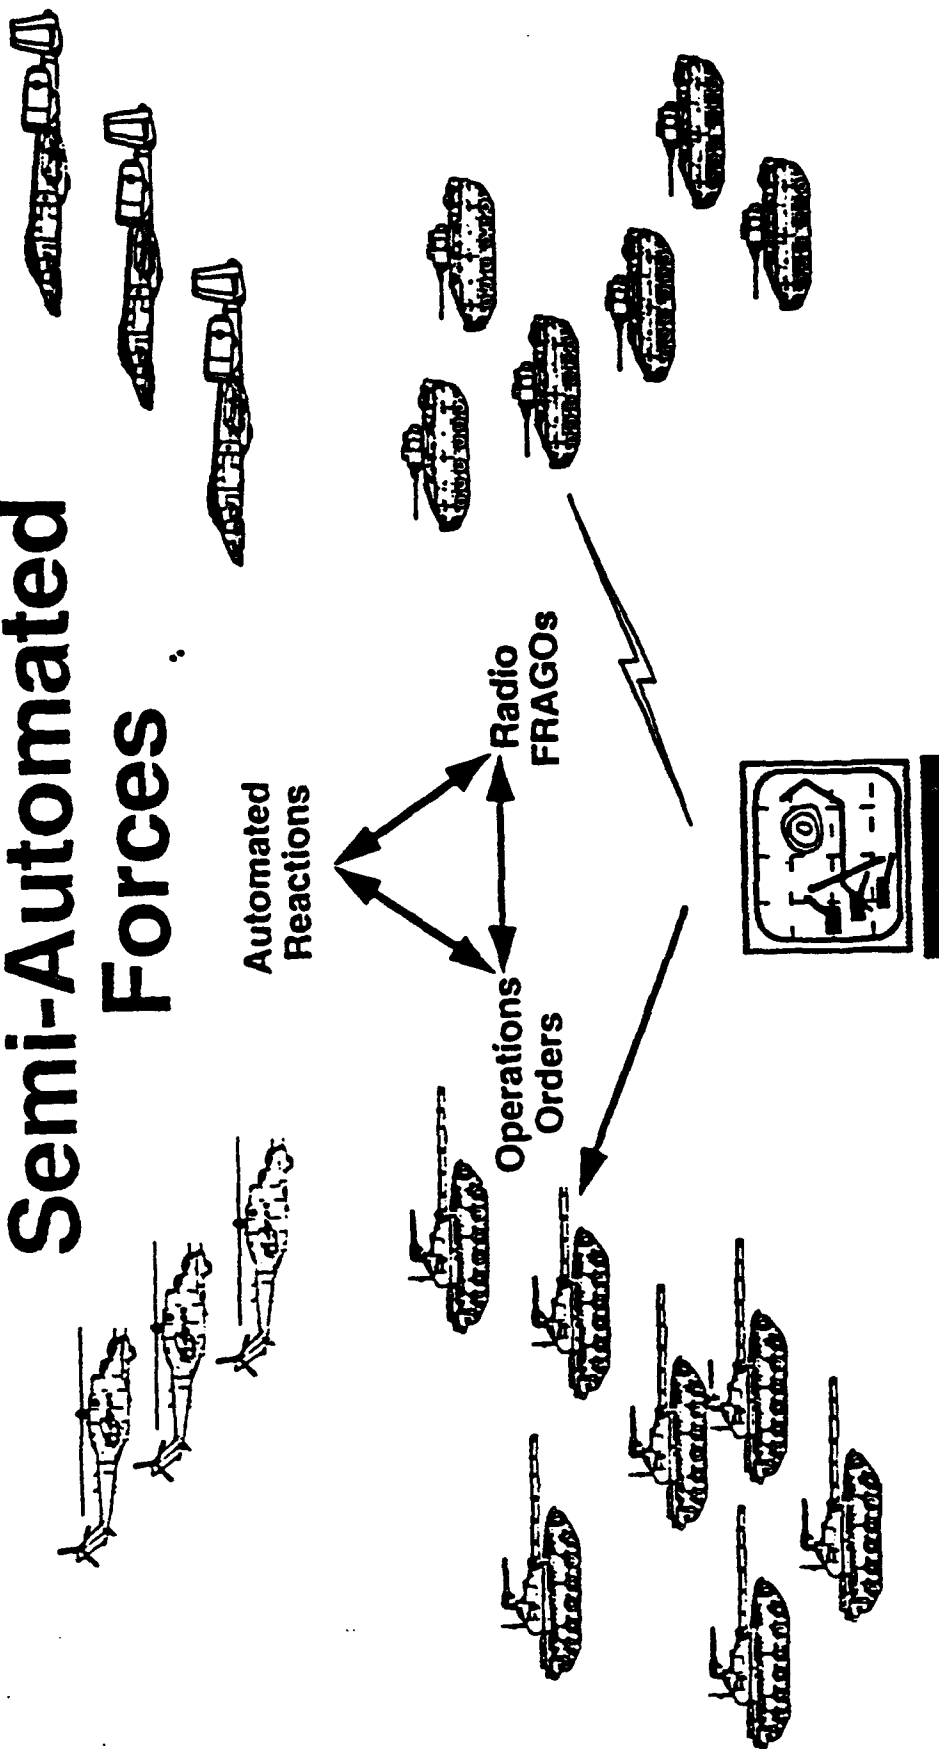 Semi-Automated
Forces
Automated
Reactions
Operations
Orders
Radio
FRAGOs